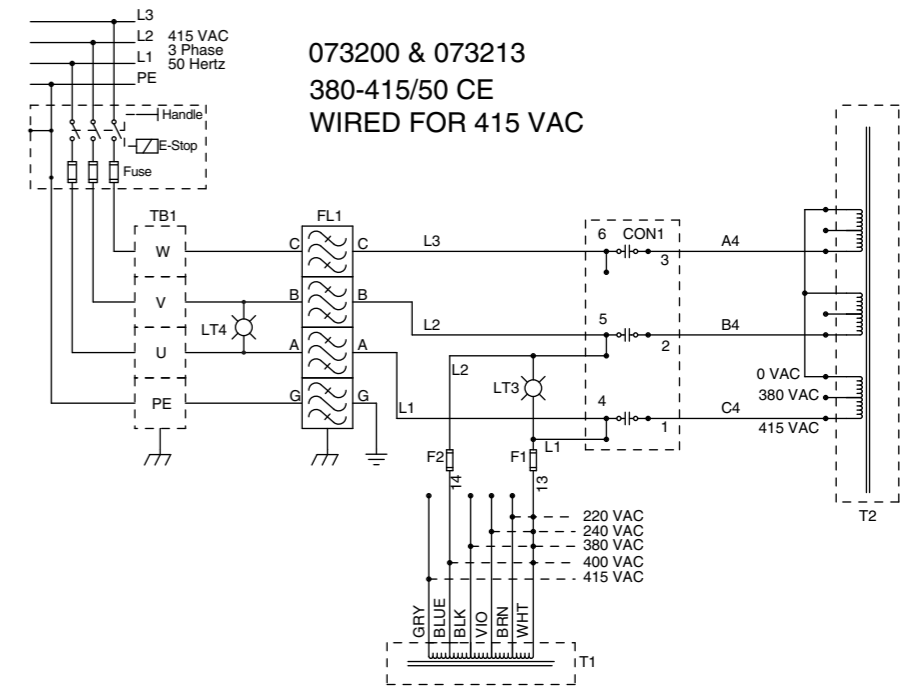 L3
L2
L1
PE
415 VAC
3 Phase
50 Hertz
073200 & 073213
380-415/50 CE
WIRED FOR 415 VAC
Handle
E-Stop
Fuse
TB1
FL1
W
C
C
L3
6
CON1
3
A4
V
B
B
LT4
L2
5
2
B4
U
A
A
L2
LT3
0 VAC
380 VAC
PE
G
G
L1
4
1
C4
415 VAC
L1
F2
F1
14
13
T2
220 VAC
240 VAC
380 VAC
400 VAC
415 VAC
GRY
BLUE
BLK
VIO
BRN
WHT
T1